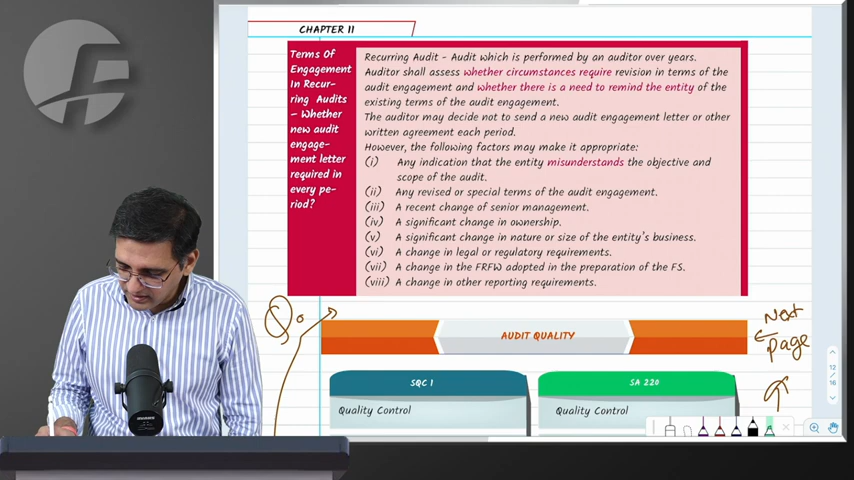 CHAPTER 11
Terms Of
Engagement
In Recur-
ring Audits
– Whether
new audit
engage-
ment letter
required in
every pe-
riod?
Recurring Audit - Audit which is performed by an auditor over years.
Auditor shall assess whether circumstances require revision in terms of the
audit engagement and whether there is a need to remind the entity of the
existing terms of the audit engagement.
The auditor may decide not to send a new audit engagement letter or other
written agreement each period.
However, the following factors may make it appropriate:
(i) Any indication that the entity misunderstands the objective and
scope of the audit.
(ii) Any revised or special terms of the audit engagement.
(iii) A recent change of senior management.
(iv) A significant change in ownership.
(v) A significant change in nature or size of the entity's business.
(vi) A change in legal or regulatory requirements.
(vii) A change in the FRFW adopted in the preparation of the FS.
(viii) A change in other reporting requirements.
AUDIT QUALITY
Next
page
SQC 1
SA 220
Quality Control
Quality Control
12
16